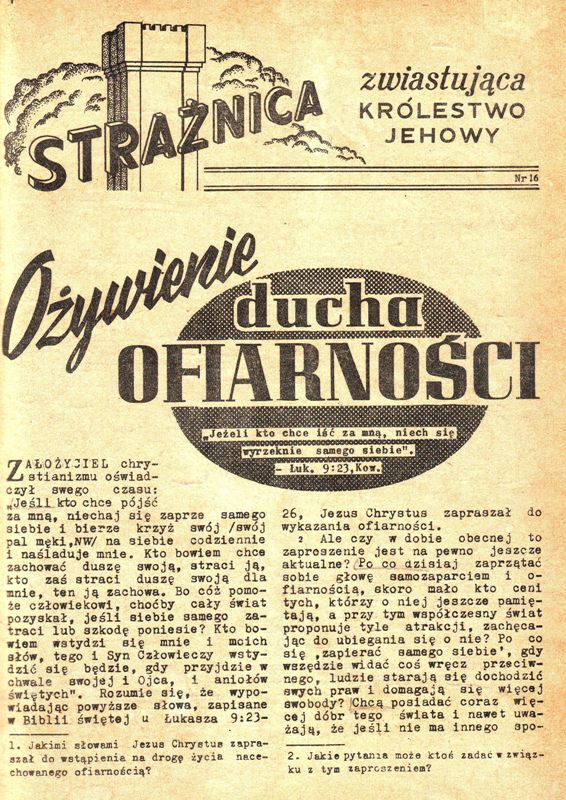 STRAŻNICA
zwiastująca
KRÓLESTWO
JEHOWY
Nr 16
Ożywienie
ducha
OFIARNOŚCI
„Jeżeli kto chce iść za mną, niech się
wyrzeknie samego siebie".
– Łuk. 9:23,Kow.
ZAŁOŻYCIEL chry-
stianizmu oświad-
czył swego czasu:
„Jeśli kto chce pójść
za mną, niechaj się zaprze samego
siebie i bierze krzyż swój /swój
pal męki,NW/ na siebie codziennie
i naśladuje mnie. Kto bowiem chce
zachować duszę swoją, straci ją,
kto zaś straci duszę swoją dla
mnie, ten ją zachowa. Bo cóż pomo-
że człowiekowi, choćby cały świat
pozyskał, jeśli siebie samego za-
traci lub szkodę poniesie? Kto bo-
wiem wstydzi się mnie i moich
słów, tego i Syn Człowieczy wsty-
dzić się będzie, gdy przyjdzie w
chwale swojej i Ojca, i aniołów
świętych". Rozumie się, że wypo-
wiadając powyższe słowa, zapisane
w Biblii świętej u Łukasza 9:23-
1. Jakimi słowami Jezus Chrystus zapra-
szał do wstąpienia na drogę życia nace-
chowanego ofiarnością?
26, Jezus Chrystus zapraszał do
wykazania ofiarności.
2 Ale czy w dobie obecnej to
zaproszenie jest na pewno jeszcze
aktualne? Po co dzisiaj zaprzątać
sobie głowę samozaparciem i o-
fiarnością, skoro mało kto ceni
tych, którzy o niej jeszcze pamię-
tają, a przy tym współczesny świat
proponuje tyle atrakcji, zachęca-
jąc do ubiegania się o nie? Po co
się ‚zapierać samego siebie’, gdy
wszędzie widać coś wręcz przeciw-
nego, ludzie starają się dochodzić
swych praw i domagają się więcej
swobody? Chcą posiadać coraz wię-
cej dóbr tego świata i nawet uwa-
żają, że jeśli nie ma innego spo-
2. Jakie pytania może ktoś zadać w związ-
ku z tym zaproszeniem?